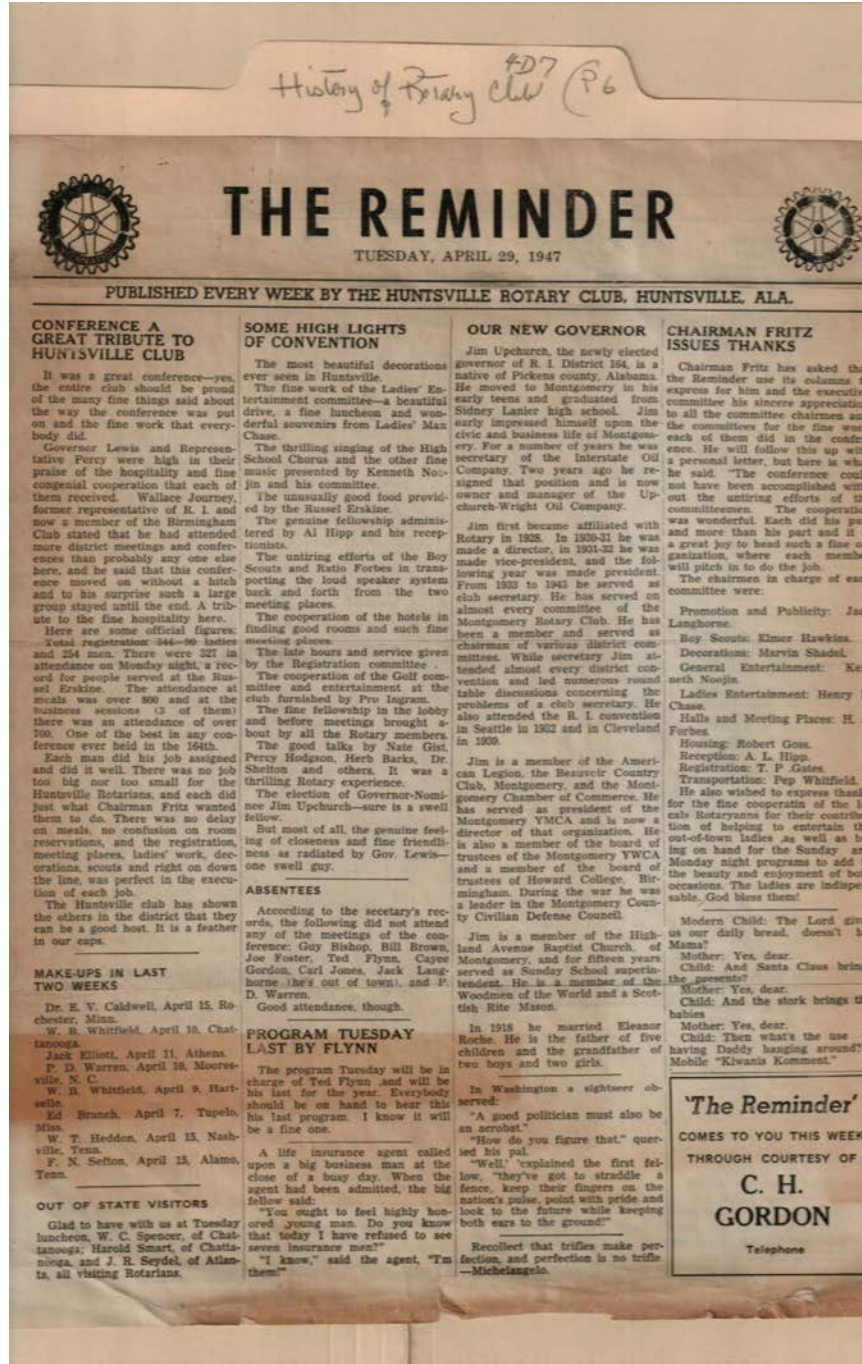 History of Rotary Club
4D7
(P6
THE REMINDER
TUESDAY, APRIL 29, 1947
PUBLISHED EVERY WEEK BY THE HUNTSVILLE ROTARY CLUB, HUNTSVILLE, ALA.
CONFERENCE A
GREAT TRIBUTE TO
HUNTSVILLE CLUB
It was a great conference—yes,
the entire club should be proud
of the many fine things said about
the way the conference was put
on and the fine work that every-
body did.
Governor Lewis and Represen-
tative Percy were high in their
praise of the hospitality and fine
congenial cooperation that each of
them received. Wallace Journey,
former representative of R. I. and
now a member of the Birmingham
Club stated that he had attended
more district meetings and confer-
ences than probably any one else
here, and he said that this confer-
ence moved on without a hitch
and to his surprise such a large
group stayed until the end. A trib-
ute to the fine hospitality here.
Here are some official figures:
Total registration 344—90 ladies
and 254 men. There were 327 in
attendance on Monday night, a rec-
ord for people served at the Rus-
sel Erskine. The attendance at
meals was over 800 and at the
business sessions (3 of them)
there was an attendance of over
700. One of the best in any con-
ference ever held in the 164th.
Each man did his job assigned
and did it well. There was no job
too big nor too small for the
Huntsville Rotarians, and each did
just what Chairman Fritz wanted
them to do. There was no delay
on meals, no confusion on room
reservations, and the registration,
meeting places, ladies' work, dec-
orations, scouts and right on down
the line, was perfect in the execu-
tion of each job.
The Huntsville club has shown
the others in the district that they
can be a good host. It is a feather
in our caps.
MAKE-UPS IN LAST
TWO WEEKS
Dr. E. V. Caldwell, April 15, Ro-
chester, Minn.
W. B. Whitfield, April 10, Chat-
tanooga.
Jack Elliott, April 11, Athens.
P. D. Warren, April 10, Moores-
ville, N. C.
W. B. Whitfield, April 9, Hart-
selle.
Ed Branch, April 7, Tupelo,
Miss.
W. T. Heddon, April 15, Nash-
ville, Tenn.
F. N. Sefton, April 15, Alamo,
Tenn.
OUT OF STATE VISITORS
Glad to have with us at Tuesday
luncheon, W. C. Spencer, of Chat-
tanooga; Harold Smart, of Chatta-
nooga, and J. R. Seydel, of Atlan-
ta, all visiting Rotarians.
SOME HIGH LIGHTS
OF CONVENTION
The most beautiful decorations
ever seen in Huntsville.
The fine work of the Ladies' En-
tertainment committee—a beautiful
drive, a fine luncheon and won-
derful souvenirs from Ladies' Man
Chase.
The thrilling singing of the High
School Chorus and the other fine
music presented by Kenneth Noo-
jin and his committee.
The unusually good food provid-
ed by the Russel Erskine.
The genuine fellowship adminis-
tered by Al Hipp and his recep-
tionists.
The untiring efforts of the Boy
Scouts and Ratio Forbes in trans-
porting the loud speaker system
back and forth from the two
meeting places.
The cooperation of the hotels in
finding good rooms and such fine
meeting places.
The late hours and service given
by the Registration committee .
The cooperation of the Golf com-
mittee and entertainment at the
club furnished by Pro Ingram.
The fine fellowship in the lobby
and before meetings brought a-
bout by all the Rotary members.
The good talks by Nate Gist,
Percy Hodgson, Herb Barks, Dr.
Shelton and others. It was a
thrilling Rotary experience.
The election of Governor-Nomi-
nee Jim Upchurch—sure is a swell
fellow.
But most of all, the genuine feel-
ing of closeness and fine friendli-
ness as radiated by Gov. Lewis—
one swell guy.
ABSENTEES
According to the secetary's rec-
ords, the following did not attend
any of the meetings of the con-
ference: Guy Bishop, Bill Brown,
Joe Foster, Ted Flynn, Cayce
Gordon, Carl Jones, Jack Lang-
horne (he's out of town), and P.
D. Warren.
Good attendance, though.
PROGRAM TUESDAY
LAST BY FLYNN
The program Tuesday will be in
charge of Ted Flynn ,and will be
his last for the year. Everybody
should be on hand to hear this
his last program. I know it will
be a fine one.
A life insurance agent called
upon a big business man at the
close of a busy day. When the
agent had been admitted, the big
fellow said:
"You ought to feel highly hon-
ored young man. Do you know
that today I have refused to see
seven insurance men?"
"I know," said the agent, "I'm
them!"
OUR NEW GOVERNOR
Jim Upchurch, the newly elected
governor of R. I. District 164, is a
native of Pickens county, Alabama.
He moved to Montgomery in his
early teens and graduated from
Sidney Lanier high school. Jim
early impressed himself upon the
civic and business life of Montgom-
ery. For a number of years he was
secretary of the Interstate Oil
Company. Two years ago he re-
signed that position and is now
owner and manager of the Up-
church-Wright Oil Company.
Jim first became affiliated with
Rotary in 1928. In 1930-31 he was
made a director, in 1931-32 he was
made vice-president, and the fol-
lowing year was made president.
From 1933 to 1943 he served as
club secretary. He has served on
almost every committee of the
Montgomery Rotary Club. He has
been a member and served as
chairman of various district com-
mittees. While secretary Jim at-
tended almost every district con-
vention and led numerous round
table discussions concerning the
problems of a club secretary. He
also attended the R. I. convention
in Seattle in 1932 and in Cleveland
in 1939.
Jim is a member of the Ameri-
can Legion, the Beauvoir Country
Club, Montgomery, and the Mont-
gomery Chamber of Commerce. He
has served as president of the
Montgomery YMCA and is now a
director of that organization. He
is also a member of the board of
trustees of the Montgomery YWCA
and a member of the board of
trustees of Howard College, Bir-
mingham. During the war he was
a leader in the Montgomery Coun-
ty Civilian Defense Council.
Jim is a member of the High-
land Avenue Baptist Church, of
Montgomery, and for fifteen years
served as Sunday School superin-
tendent. He is a member of the
Woodmen of the World and a Scot-
tish Rite Mason.
In 1918 he married Eleanor
Roche. He is the father of five
children and the grandfather of
two boys and two girls.
In Washington a sightseer ob-
served:
"A good politician must also be
an acrobat."
"How do you figure that," quer-
ied his pal.
"Well,' 'explained the first fel-
low, "they've got to straddle a
fence, keep their fingers on the
nation's pulse, point with pride and
look to the future while keeping
both ears to the ground!"
Recollect that trifles make per-
fection, and perfection is no trifle
—Michelangelo.
CHAIRMAN FRITZ
ISSUES THANKS
Chairman Fritz has asked tha
the Reminder use its columns t
express for him and the executiv
committee his sincere appreciatio
to all the committee chairmen an
the committees for the fine wor
each of them did in the confer
ence. He will follow this up wit
a personal letter, but here is wha
he said. "The conference coul
not have been accomplished wit
out the untiring efforts of t
committeemen. The cooperatio
was wonderful. Each did his pa
and more than his part and it
a great joy to head such a fine o
ganization, where each membe
will pitch in to do the job.
The chairmen in charge of eac
committee were:
Promotion and Publicity: Jac
Langhorne.
Boy Scouts: Elmer Hawkins.
Decorations: Marvin Shadel.
General Entertainment: Ke
neth Noojin.
Ladies Entertainment: Henry
Chase.
Halls and Meeting Places: H.
Forbes.
Housing: Robert Goss.
Reception: A. L. Hipp.
Registration: T. P .Gates.
Transportation: Pep Whitfield.
He also wished to express thank
for the fine cooperatin of the l
cals Rotaryanns for their contribu
tion of helping to entertain th
out-of-town ladies ,as well as b
ing on hand for the Sunday an
Monday night programs to add
the beauty and enjoyment of bot
occasions. The ladies are indispe
sable. God bless them!
Modern Child: The Lord give
us our daily bread, doesn't h
Mama?
Mother: Yes, dear.
Child: And Santa Claus brin
the presents?
Mother: Yes, dear.
Child: And the stork brings th
babies
Mother: Yes, dear.
Child: Then what's the use
having Daddy hanging around?
Mobile "Kiwanis Komment."
'The Reminder'
COMES TO YOU THIS WEEK
THROUGH COURTESY OF
C. H.
GORDON
Telephone